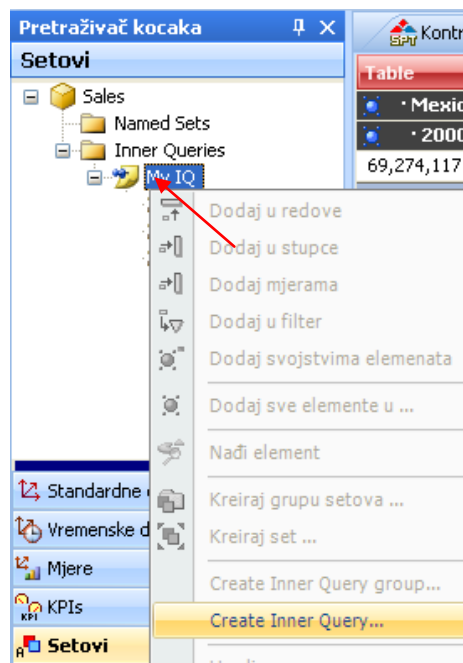 Pretraživač kocaka
Setovi
Sales
Named Sets
Inner Queries
My IQ
Dodaj u redove
Dodaj u stupce
Dodaj mjerama
Dodaj u filter
Dodaj svojstvima elemenata
Dodaj sve elemente u ...
Nađi element
Kreiraj grupu setova ...
Kreiraj set ...
Create Inner Query group...
Create Inner Query...
Standardne
Vremenske d
Mjere
KPI
KPIs
Setovi
SPT
Kontr
Table
· Mexic
· 2000
69,274,117